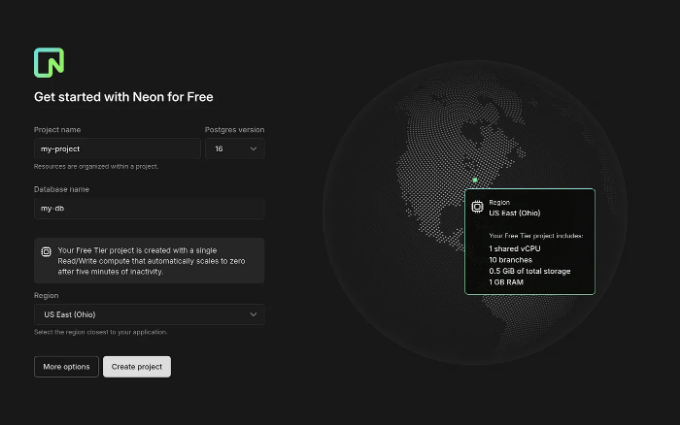 Get started with Neon for Free
Project name
Postgres version
my-project
16
Resources are organized within a project.
Database name
my-db
Your Free Tier project is created with a single
Read/Write compute that automatically scales to zero
after five minutes of inactivity.
Region
US East (Ohio)
Select the region closest to your application.
More options
Create project
Region
US East (Ohio)
Your Free Tier project includes:
1 shared vCPU
10 branches
0.5 GiB of total storage
1 GB RAM